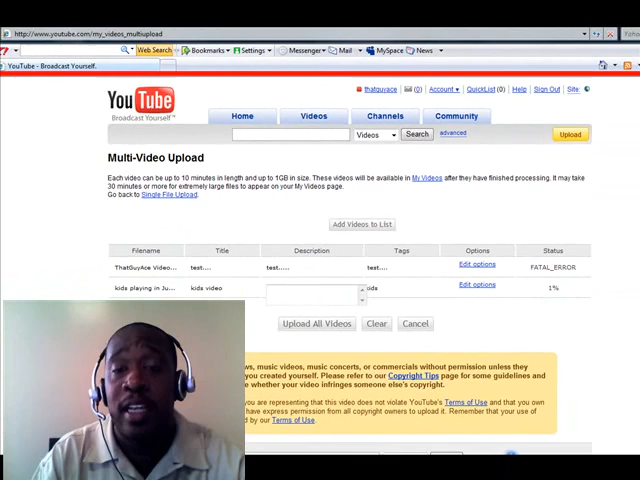 http://www.youtube.com/my_videos_multiupload
Web Search Bookmarks Settings Messenger Mail MySpace News
YouTube - Broadcast Yourself.
thatguyace (0) Account QuickList (0) Help Sign Out Site:
YouTube
Broadcast Yourself™
Home Videos Channels Community
Videos Search advanced Upload
Multi-Video Upload
Each video can be up to 10 minutes in length and up to 1GB in size. These videos will be available in My Videos after they have finished processing. It may take
30 minutes or more for extremely large files to appear on your My Videos page.
Go back to Single File Upload.
Add Videos to List
Filename Title Description Tags Options Status
ThatGuyAce Video... test.... test..... test.... Edit options FATAL_ERROR
kids playing in Ju... kids video kids Edit options 1%
Upload All Videos Clear Cancel
music videos, music concerts, or commercials without permission unless they
you created yourself. Please refer to our Copyright Tips page for some guidelines and
whether your video infringes someone else's copyright.
you are representing that this video does not violate YouTube's Terms of Use and that you own
have express permission from all copyright owners to upload it. Remember that your use of
by our Terms of Use.